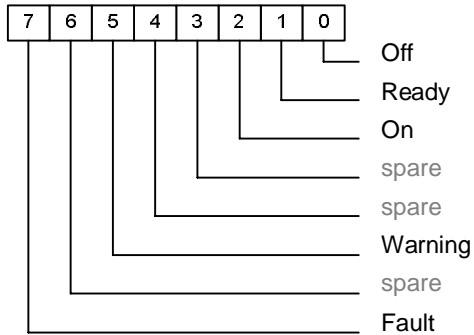 7 6 5 4 3 2 1 0
Off
Ready
On
spare
spare
Warning
spare
Fault